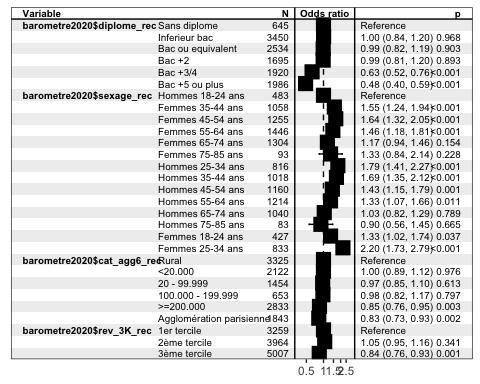 Variable N Odds ratio p
barometre2020$diplome_rec Sans diplome 645 Reference
Inferieur bac 3450 1.00 (0.84, 1.20) 0.968
Bac ou equivalent 2534 0.99 (0.82, 1.19) 0.903
Bac +2 1695 0.99 (0.81, 1.20) 0.893
Bac +3/4 1920 0.63 (0.52, 0.76) <0.001
Bac +5 ou plus 1986 0.48 (0.40, 0.59) <0.001
barometre2020$sexage_rec Hommes 18-24 ans 483 Reference
Femmes 35-44 ans 1058 1.55 (1.24, 1.94) <0.001
Femmes 45-54 ans 1255 1.64 (1.32, 2.05) <0.001
Femmes 55-64 ans 1446 1.46 (1.18, 1.81) <0.001
Femmes 65-74 ans 1304 1.17 (0.94, 1.46) 0.154
Femmes 75-85 ans 93 1.33 (0.84, 2.14) 0.228
Hommes 25-34 ans 816 1.79 (1.41, 2.27) <0.001
Hommes 35-44 ans 1018 1.69 (1.35, 2.12) <0.001
Hommes 45-54 ans 1160 1.43 (1.15, 1.79) 0.001
Hommes 55-64 ans 1214 1.33 (1.07, 1.66) 0.011
Hommes 65-74 ans 1040 1.03 (0.82, 1.29) 0.789
Hommes 75-85 ans 83 0.90 (0.56, 1.45) 0.665
Femmes 18-24 ans 427 1.33 (1.02, 1.74) 0.037
Femmes 25-34 ans 833 2.20 (1.73, 2.79) <0.001
barometre2020$cat_agg6_rec Rural 3325 Reference
<20.000 2122 1.00 (0.89, 1.12) 0.976
20 - 99.999 1454 0.97 (0.85, 1.10) 0.613
100.000 - 199.999 653 0.98 (0.82, 1.17) 0.797
>=200.000 2833 0.85 (0.76, 0.95) 0.003
Agglomération parisienne 1843 0.83 (0.73, 0.93) 0.002
barometre2020$rev_3K_rec 1er tercile 3259 Reference
2ème tercile 3964 1.05 (0.95, 1.16) 0.341
3ème tercile 5007 0.84 (0.76, 0.93) 0.001
0.5 1 1.5 2 2.5